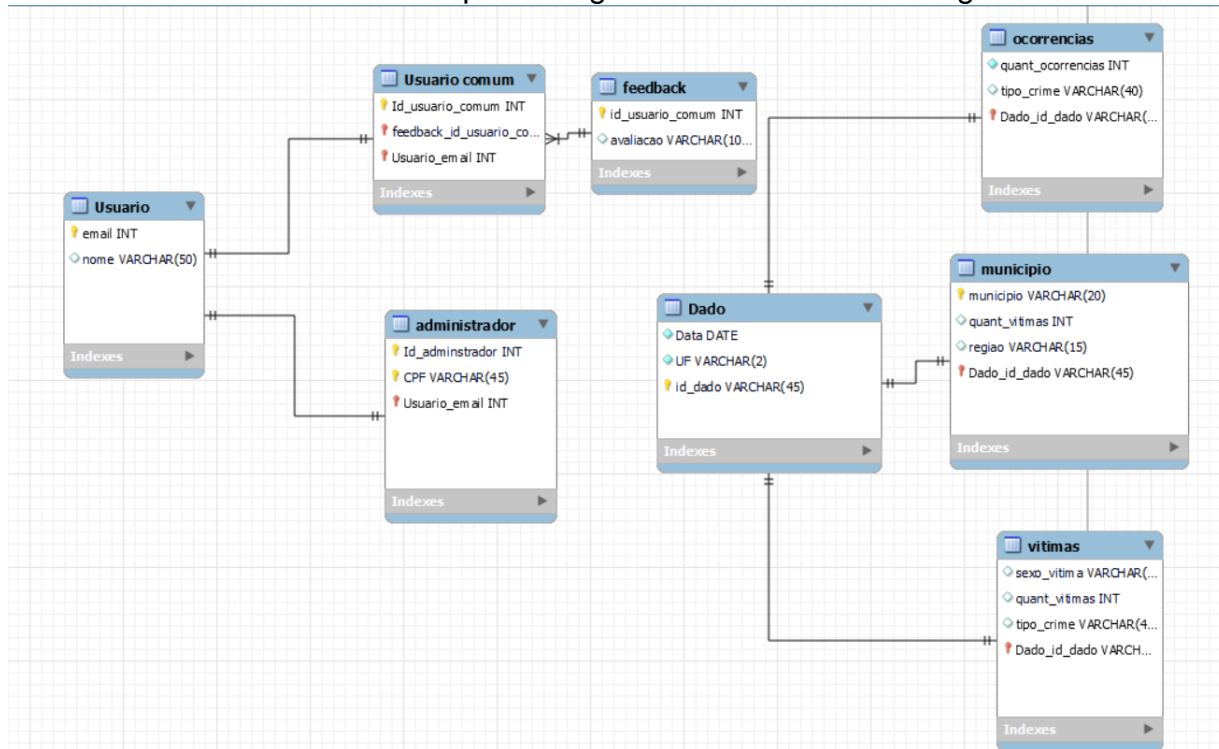 Usuario
email INT
nome VARCHAR(50)
Indexes
Usuario comum
Id_usuario_comum INT
feedback_id_usuario_co...
Usuario_email INT
Indexes
feedback
id_usuario_comum INT
avaliacao VARCHAR(10...
Indexes
administrador
Id_adminstrador INT
CPF VARCHAR(45)
Usuario_email INT
Indexes
Dado
Data DATE
UF VARCHAR(2)
id_dado VARCHAR(45)
Indexes
ocorrencias
quant_ocorrencias INT
tipo_crime VARCHAR(40)
Dado_id_dado VARCHAR(...
Indexes
municipio
municipio VARCHAR(20)
quant_vitimas INT
regiao VARCHAR(15)
Dado_id_dado VARCHAR(45)
Indexes
vitimas
sexo_vitima VARCHAR(...
quant_vitimas INT
tipo_crime VARCHAR(4...
Dado_id_dado VARCH...
Indexes